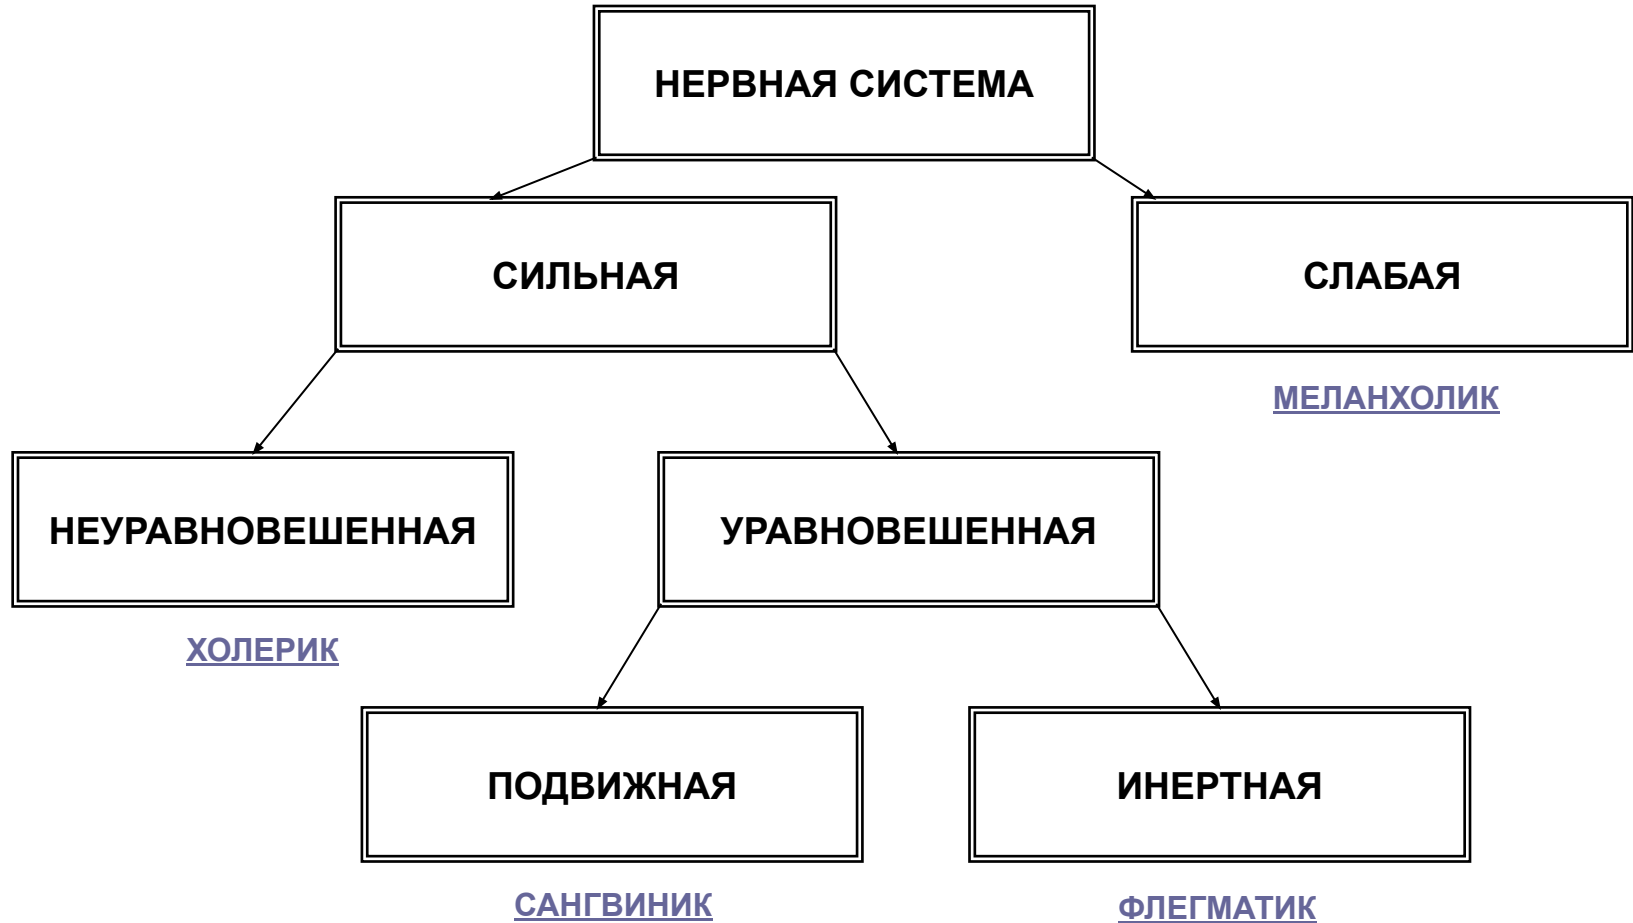 НЕРВНАЯ СИСТЕМА
СИЛЬНАЯ
СЛАБАЯ
МЕЛАНХОЛИК
НЕУРАВНОВЕШЕННАЯ
УРАВНОВЕШЕННАЯ
ХОЛЕРИК
ПОДВИЖНАЯ
ИНЕРТНАЯ
САНГВИНИК
ФЛЕГМАТИК